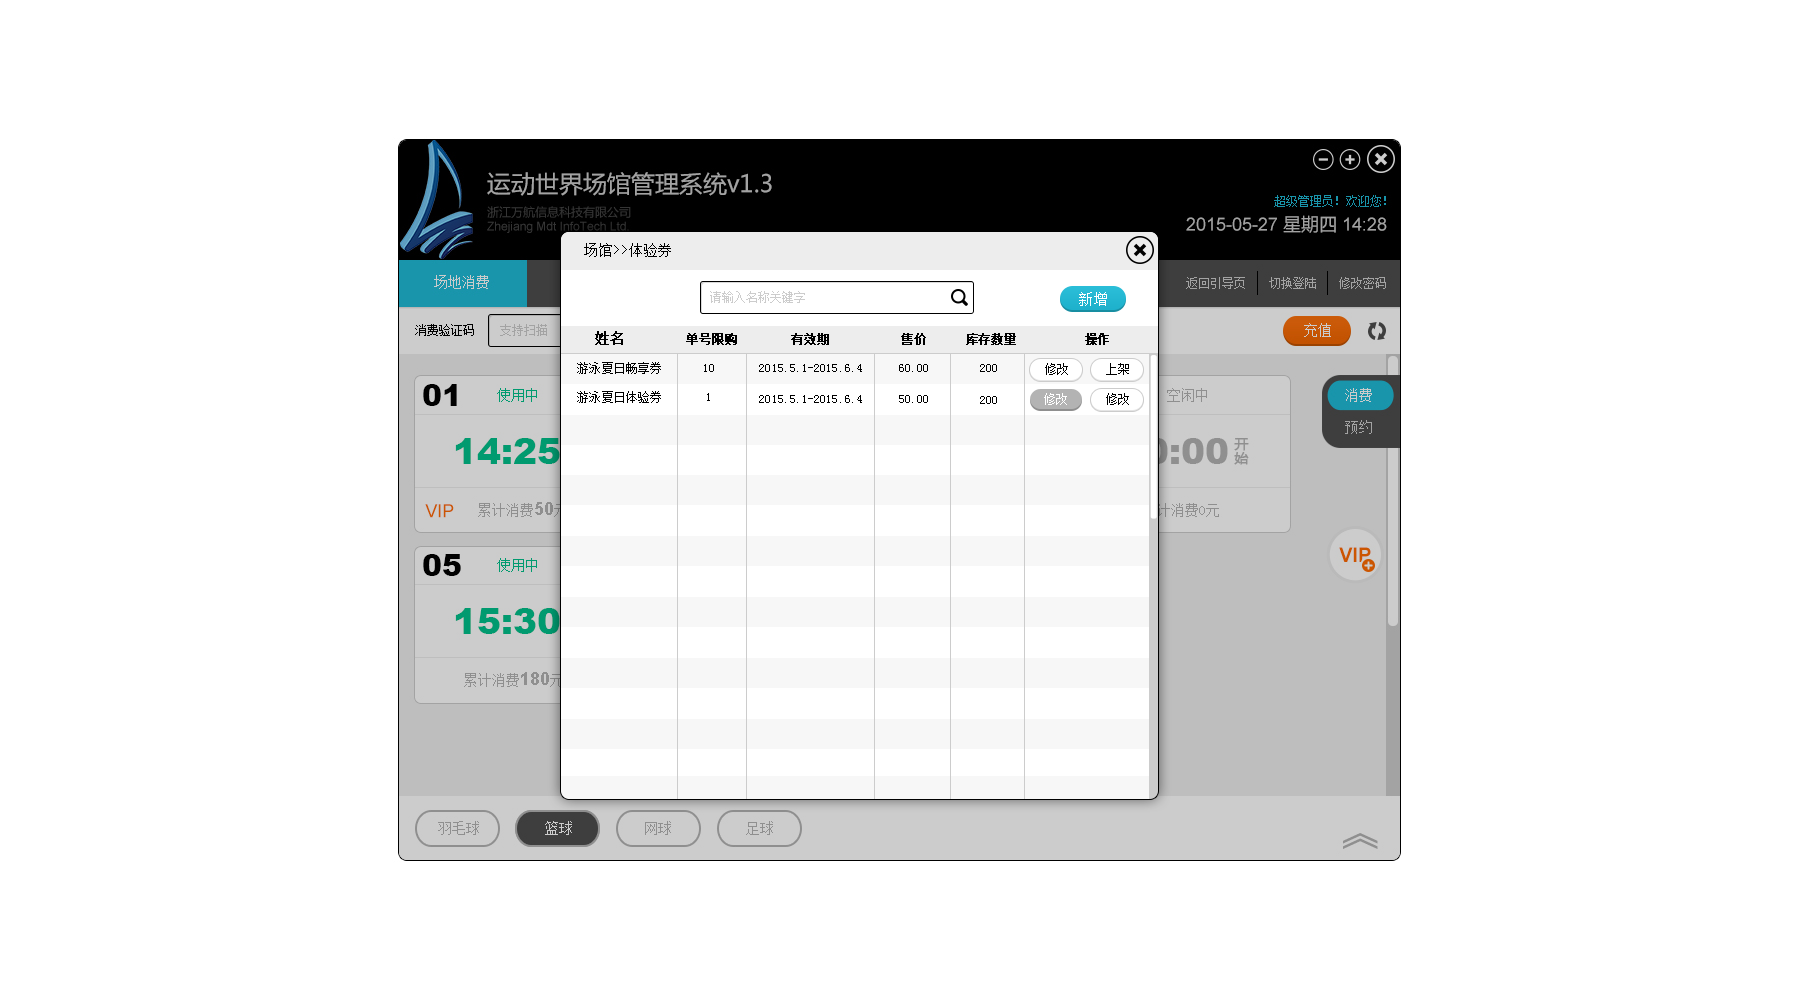 运动世界场馆管理系统v1.3
浙江万航信息科技有限公司
Zhejiang Mdt InfoTech Ltd
超级管理员！欢迎您！
2015-05-27 星期四 14:28
场地消费
返回引导页 切换登陆 修改密码
消费验证码 支持扫描
充值
场馆>>体验券
请输入名称关键字
新增
姓名 单号限购 有效期 售价 库存数量 操作
游泳夏日畅享券 10 2015.5.1-2015.6.4 60.00 200 修改 上架
游泳夏日体验券 1 2015.5.1-2015.6.4 50.00 200 修改 修改
01 使用中
14:25
VIP 累计消费50元
05 使用中
15:30
累计消费180元
空闲中
0:00 开始
计消费0元
消费
预约
VIP
羽毛球 篮球 网球 足球